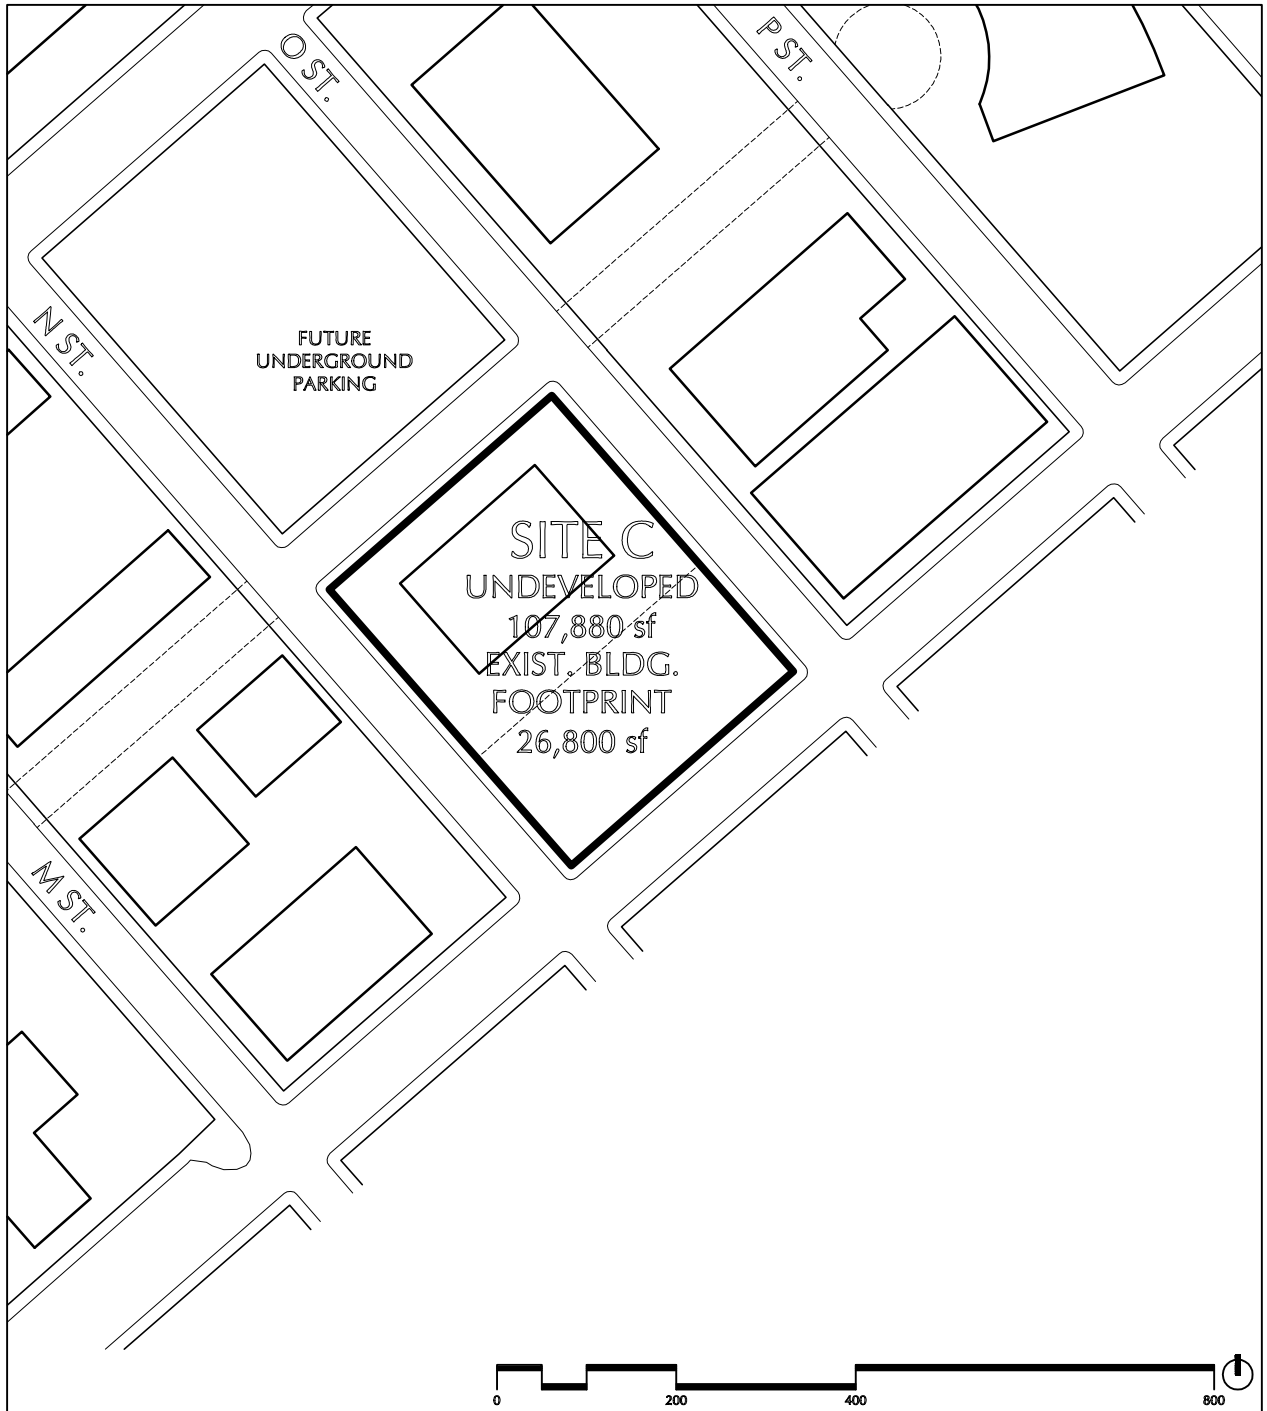 O ST.
P ST.
N ST.
FUTURE
UNDERGROUND
PARKING
SITE C
UNDEVELOPED
107,880 sf
EXIST. BLDG.
FOOTPRINT
26,800 sf
M ST.
0 200 400 800